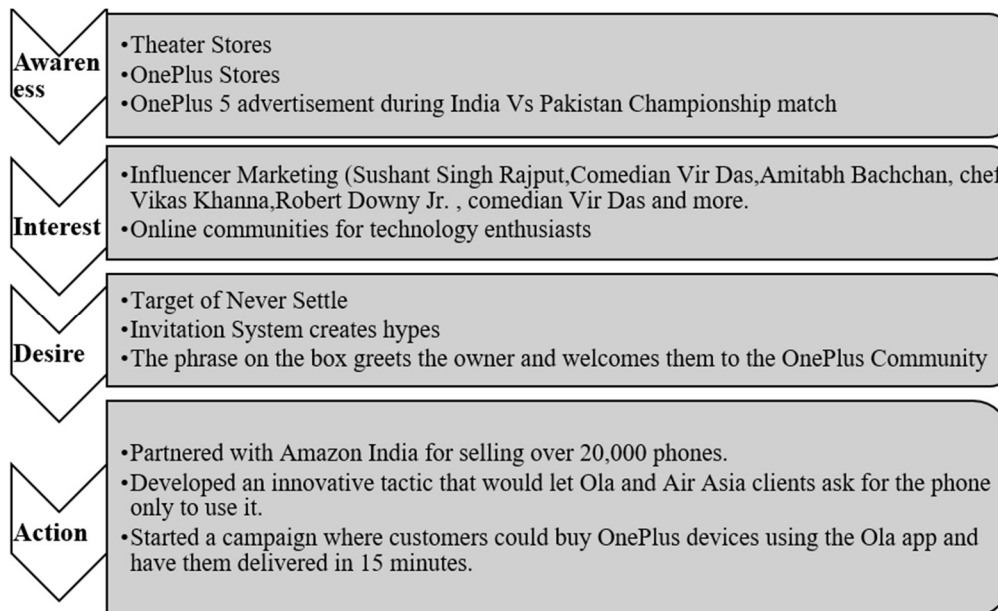 Awaren
ess
•Theater Stores
•OnePlus Stores
•OnePlus 5 advertisement during India Vs Pakistan Championship match
Interest
•Influencer Marketing (Sushant Singh Rajput,Comedian Vir Das,Amitabh Bachchan, chef
Vikas Khanna,Robert Downy Jr. , comedian Vir Das and more.
•Online communities for technology enthusiasts
Desire
•Target of Never Settle
•Invitation System creates hypes
•The phrase on the box greets the owner and welcomes them to the OnePlus Community
Action
•Partnered with Amazon India for selling over 20,000 phones.
•Developed an innovative tactic that would let Ola and Air Asia clients ask for the phone
only to use it.
•Started a campaign where customers could buy OnePlus devices using the Ola app and
have them delivered in 15 minutes.